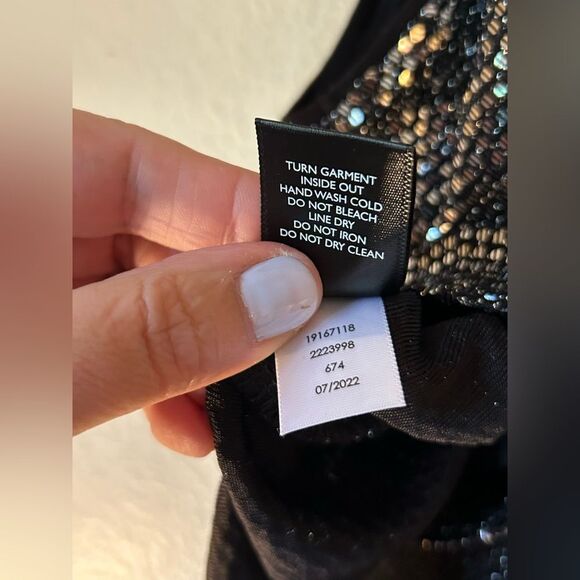 TURN GARMENT
INSIDE OUT
HAND WASH COLD
DO NOT BLEACH
LINE DRY
DO NOT IRON
DO NOT DRY CLEAN
19167118
2223998
674
07/2022